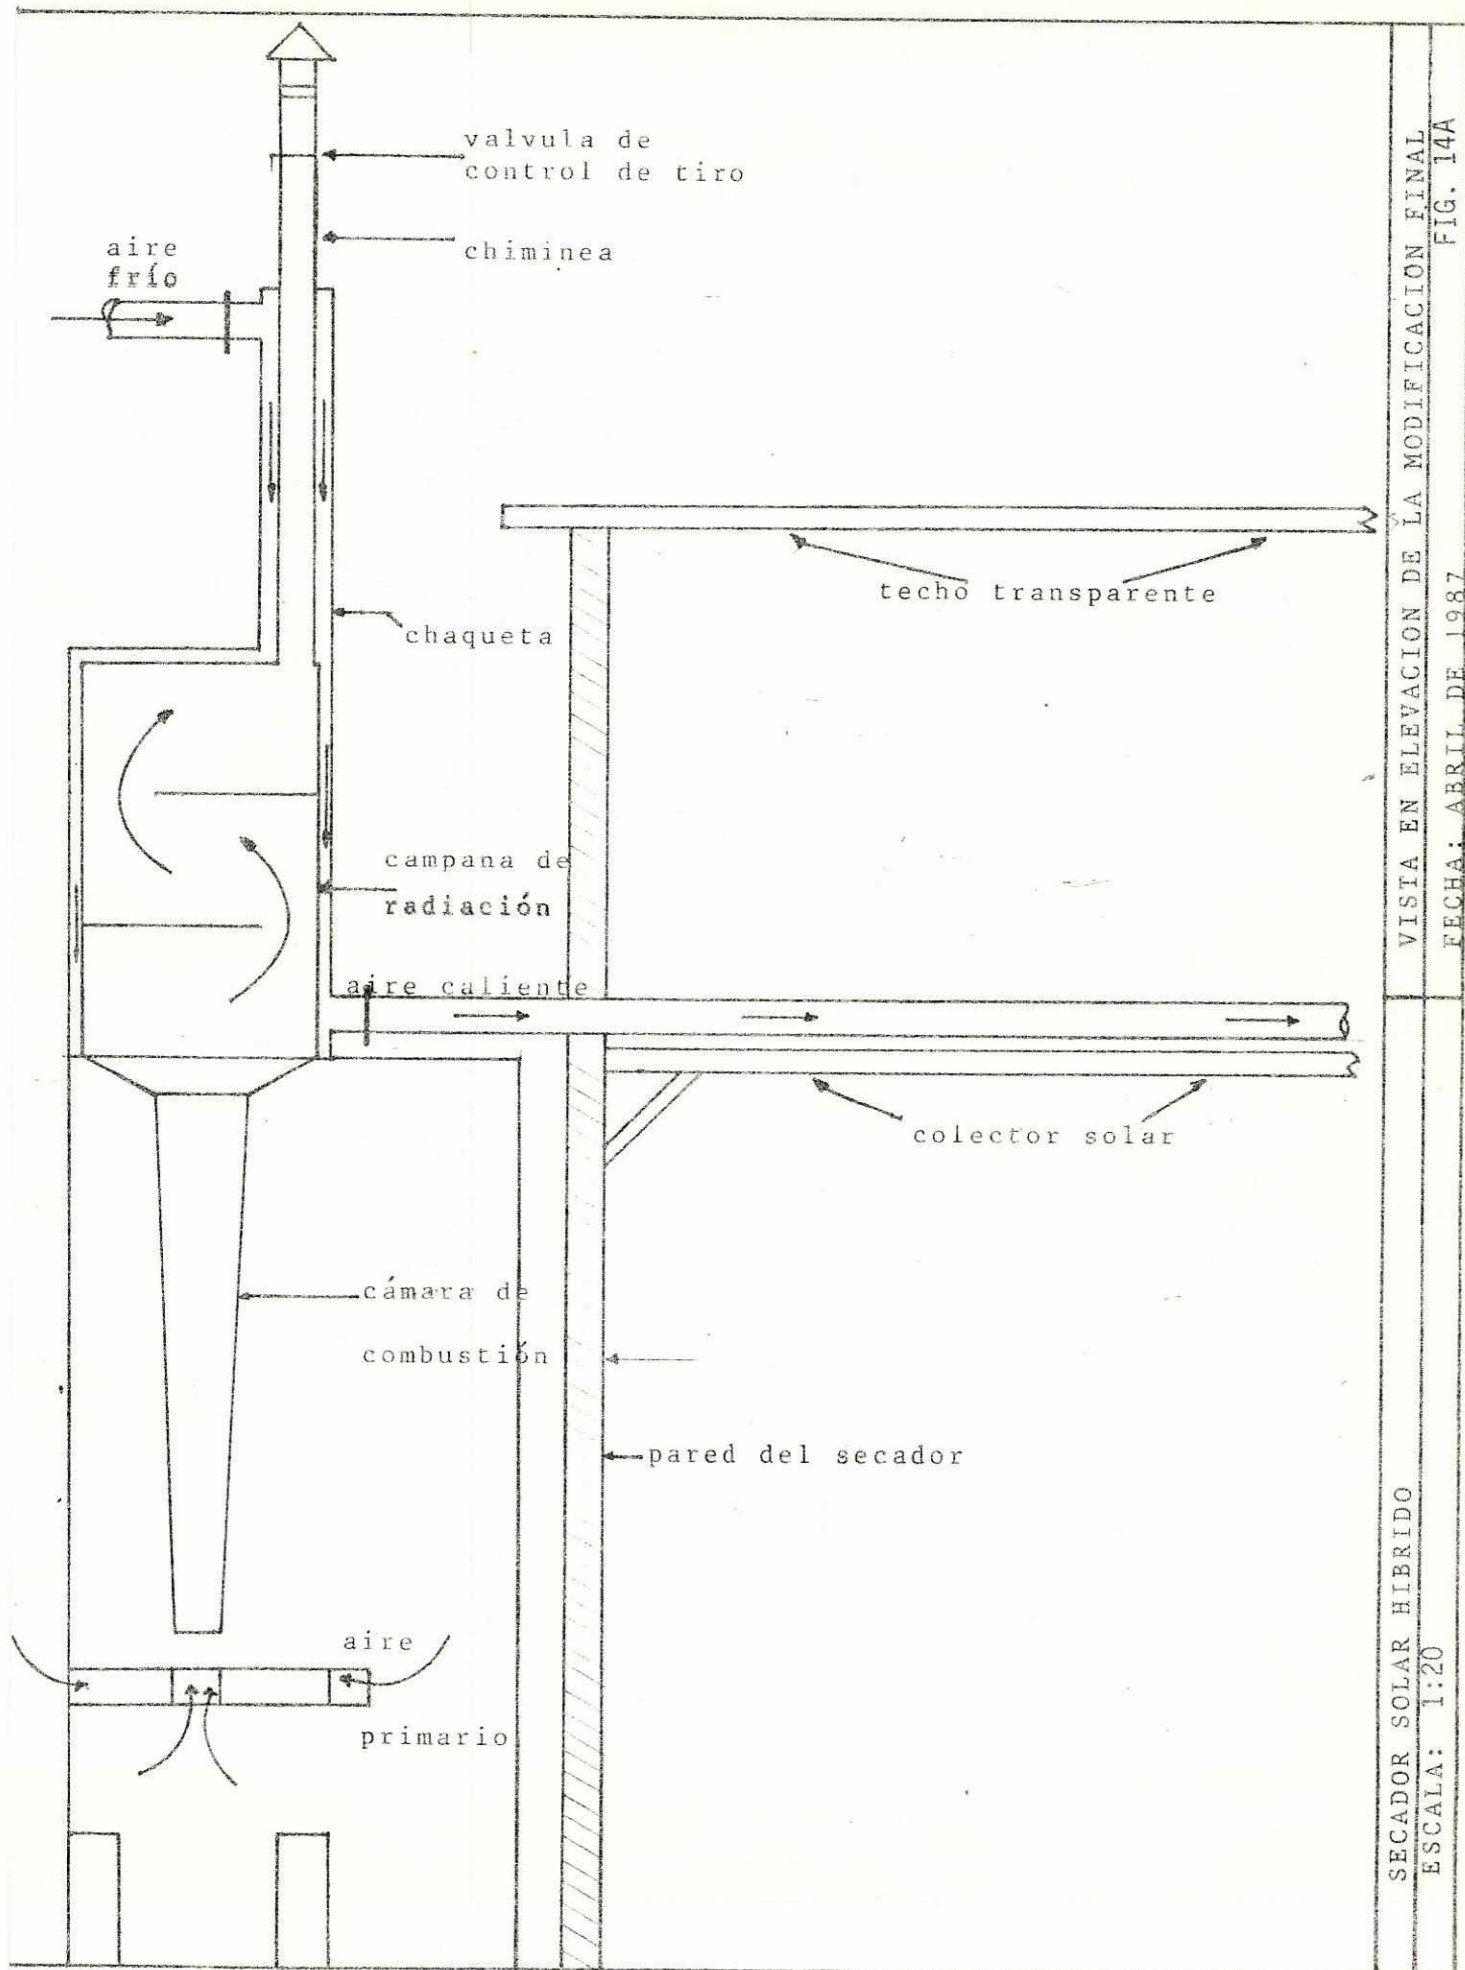 valvula de
control de tiro
chiminea
aire
frío
techo transparente
chaqueta
campana de
radiación
aire caliente
colector solar
cámara de
combustión
pared del secador
aire
primario
VISTA EN ELEVACION DE LA MODIFICACION FINAL
FIG. 14A
FECHA: ABRIL DE 1987
SECADOR SOLAR HIBRIDO
ESCALA: 1:20